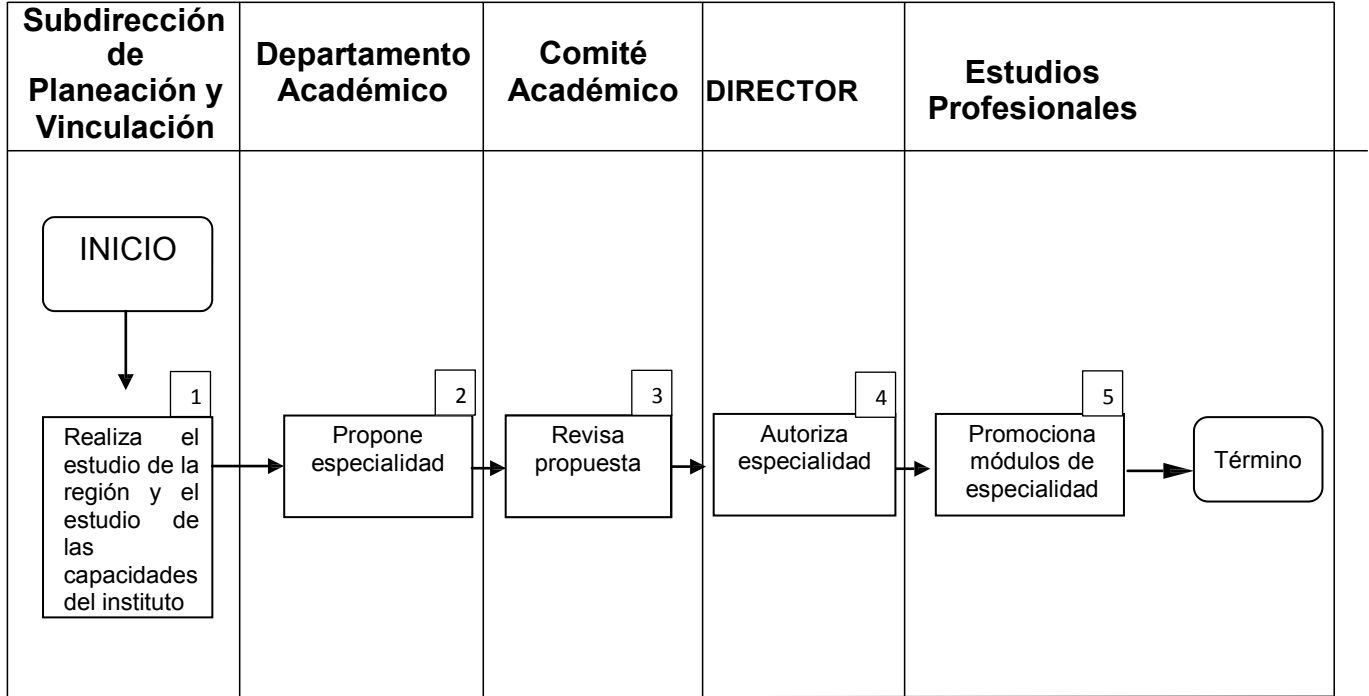 Subdirección
de
Planeación y
Vinculación
Departamento
Académico
Comité
Académico
DIRECTOR
Estudios
Profesionales
INICIO
1
Realiza el
estudio de la
región y el
estudio de
las
capacidades
del instituto
2
Propone
especialidad
3
Revisa
propuesta
4
Autoriza
especialidad
5
Promociona
módulos de
especialidad
Término